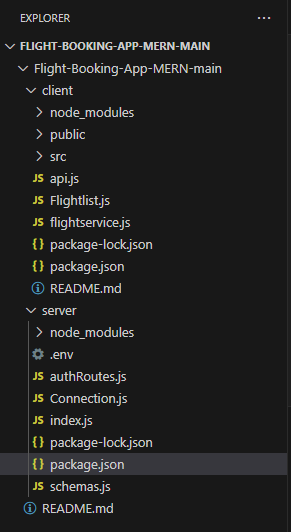 EXPLORER
FLIGHT-BOOKING-APP-MERN-MAIN
Flight-Booking-App-MERN-main
client
node_modules
public
src
JS api.js
JS Flightlist.js
JS flightservice.js
{} package-lock.json
{} package.json
README.md
server
node_modules
.env
JS authRoutes.js
JS Connection.js
JS index.js
{} package-lock.json
{} package.json
JS schemas.js
README.md